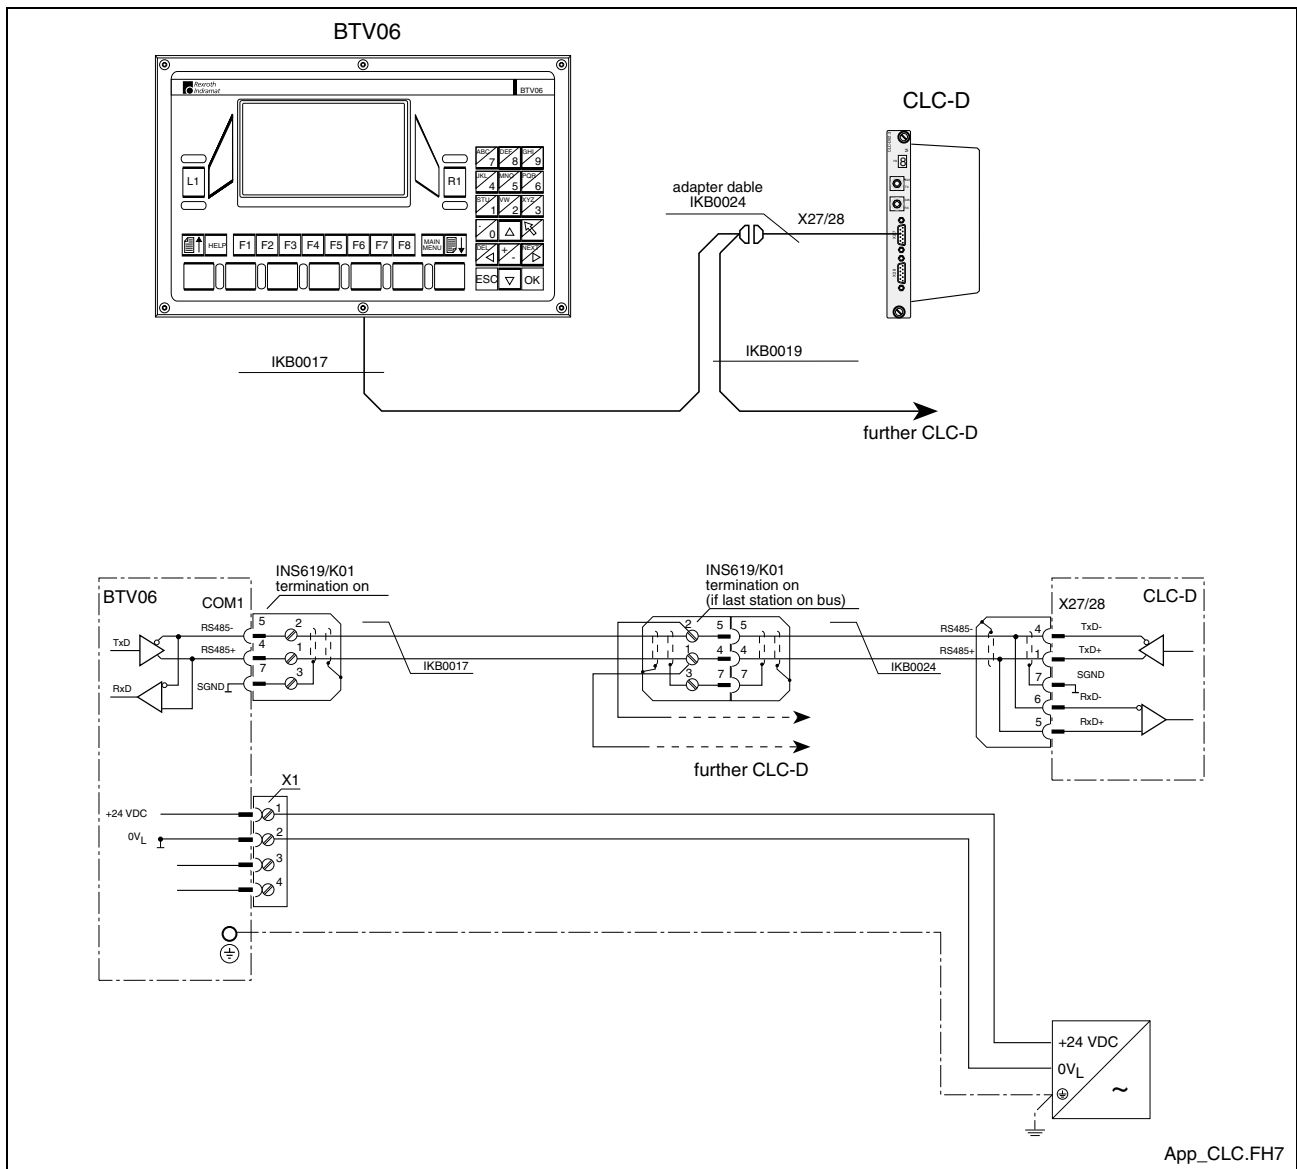 BTV06
Rexroth
Indramat
BTV06
L1
R1
ABC 7 DEF 8 GHI 9
JKL 4 MNO 5 PQR 6
STU 1 VW 2 XYZ 3
0
DEL + - NEXT
ESC OK
HELP F1 F2 F3 F4 F5 F6 F7 F8 MAIN MENU
CLC-D
adapter dable
IKB0024
X27/28
X27
IKB0017
IKB0019
further CLC-D
BTV06
COM1
INS619/K01
termination on
TxD
RS485-
RS485+
RxD
SGND
5 2
4 1
7 3
IKB0017
INS619/K01
termination on
(if last station on bus)
2 5 5
1 4 4
3 7 7
further CLC-D
IKB0024
RS485-
RS485+
X27/28
CLC-D
4 TxD-
1 TxD+
7 SGND
6 RxD-
5 RxD+
X1
+24 VDC 1
0VL 2
3
4
+24 VDC
0VL
~
App_CLC.FH7